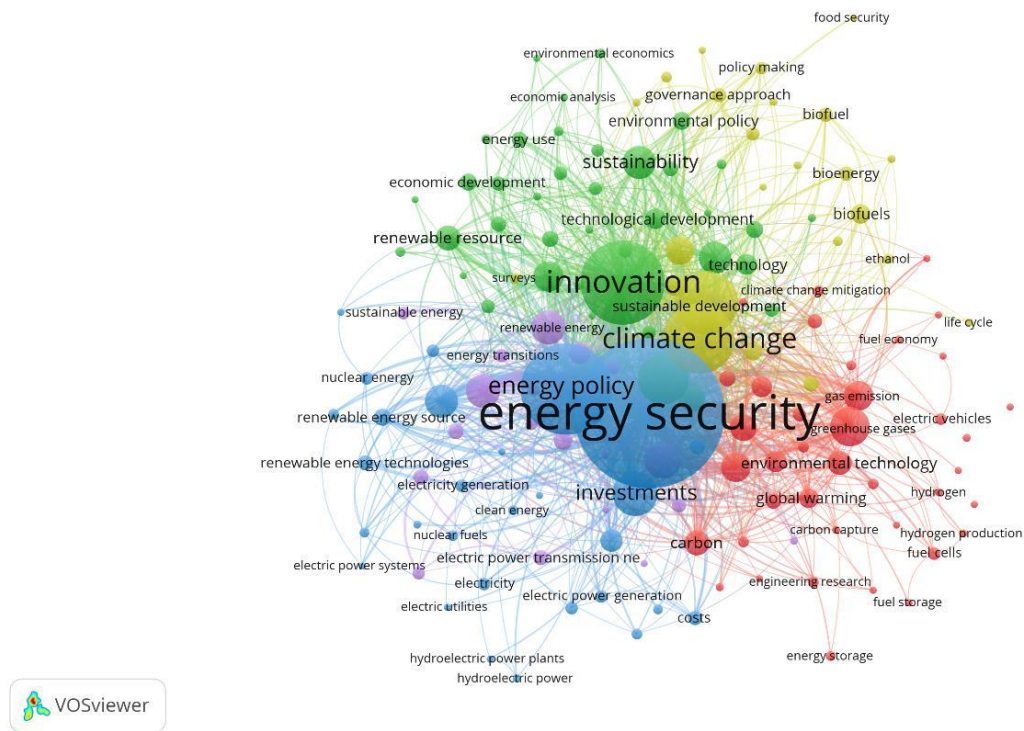 food security
environmental economics
policy making
economic analysis
governance approach
environmental policy
biofuel
energy use
sustainability
economic development
bioenergy
technological development
biofuels
renewable resource
technology
ethanol
surveys
innovation
climate change mitigation
sustainable development
sustainable energy
renewable energy
climate change
life cycle
fuel economy
energy transitions
nuclear energy
energy policy
gas emission
energy security
renewable energy source
electric vehicles
greenhouse gases
renewable energy technologies
environmental technology
electricity generation
investments
global warming
hydrogen
clean energy
nuclear fuels
carbon
carbon capture
hydrogen production
fuel cells
electric power transmission ne
electric power systems
electricity
engineering research
electric power generation
electric utilities
costs
fuel storage
energy storage
hydroelectric power plants
hydroelectric power
VOSviewer